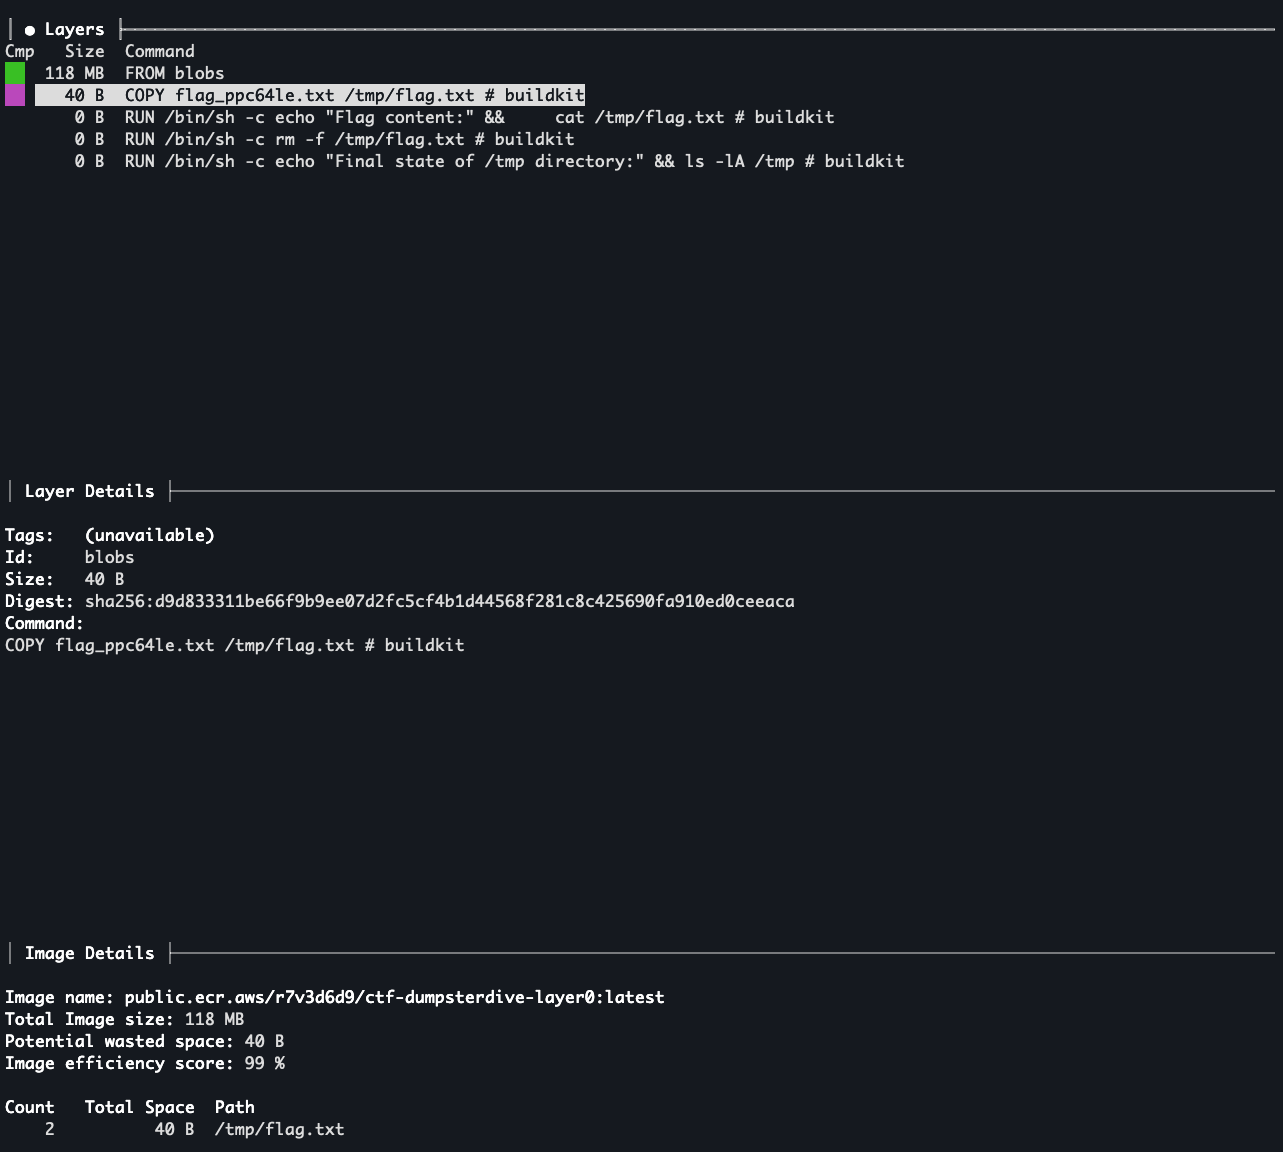 ● Layers
Cmp Size Command
118 MB FROM blobs
40 B COPY flag_ppc64le.txt /tmp/flag.txt # buildkit
0 B RUN /bin/sh -c echo "Flag content:" && cat /tmp/flag.txt # buildkit
0 B RUN /bin/sh -c rm -f /tmp/flag.txt # buildkit
0 B RUN /bin/sh -c echo "Final state of /tmp directory:" && ls -lA /tmp # buildkit
Layer Details
Tags: (unavailable)
Id: blobs
Size: 40 B
Digest: sha256:d9d833311be66f9b9ee07d2fc5cf4b1d44568f281c8c425690fa910ed0ceeaca
Command:
COPY flag_ppc64le.txt /tmp/flag.txt # buildkit
Image Details
Image name: public.ecr.aws/r7v3d6d9/ctf-dumpsterdive-layer0:latest
Total Image size: 118 MB
Potential wasted space: 40 B
Image efficiency score: 99 %
Count Total Space Path
2 40 B /tmp/flag.txt